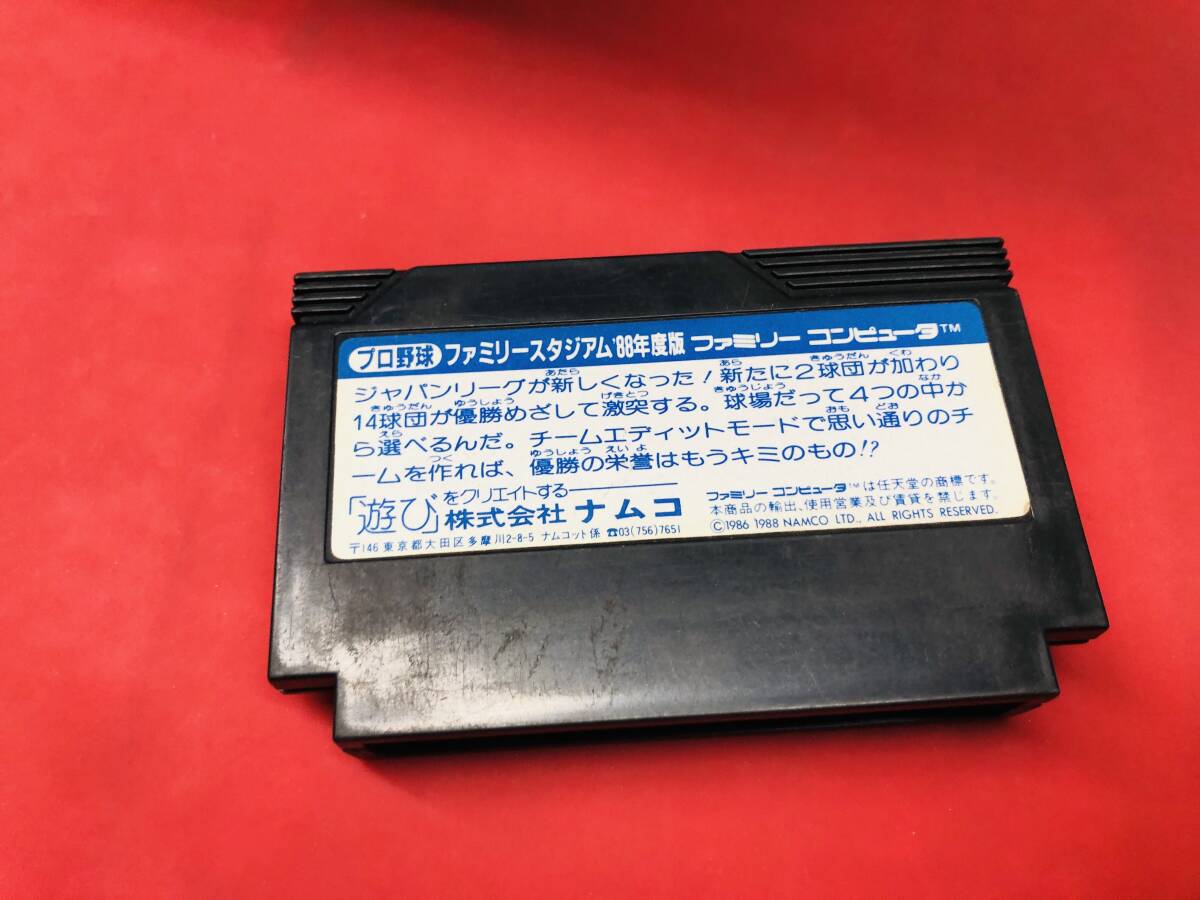 プロ野球 ファミリースタジアム'88年度版 ファミリー コンピュータ™
ジャパンリーグが新しくなった!新たに2球団が加わり
14球団が優勝めざして激突する。球場だって4つの中か
ら選べるんだ。チームエディットモードで思い通りのチ
ームを作れば、優勝の栄誉はもうキミのもの!?
「遊び」をクリエイトする
株式会社 ナムコ
〒146 東京都大田区多摩川2-8-5 ナムコット係 ☎03(756)7651
ファミリー コンピュータ™は任天堂の商標です。
本商品の輸出、使用営業及び賃貸を禁じます。
©1986 1988 NAMCO LTD., ALL RIGHTS RESERVED.